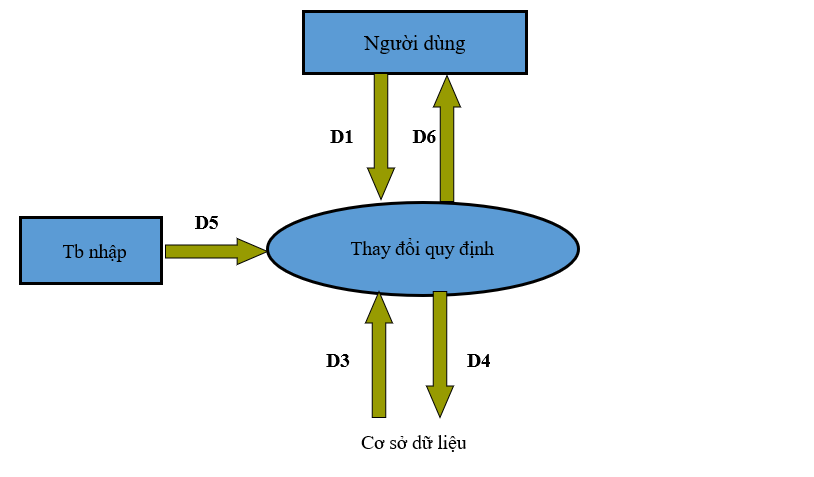 Người dùng
D1
D6
D5
Tb nhập
Thay đổi quy định
D3
D4
Cơ sở dữ liệu